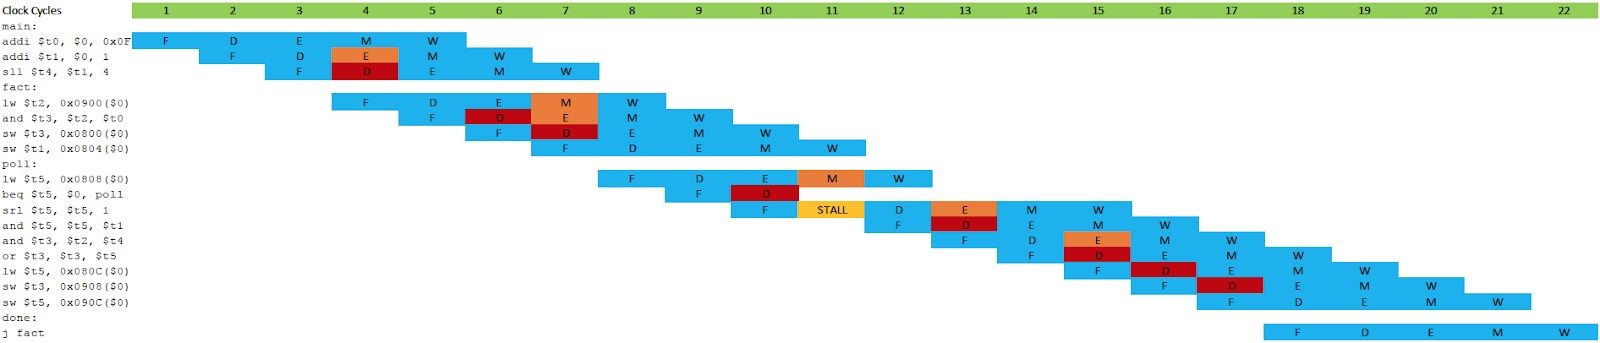 Clock Cycles 1 2 3 4 5 6 7 8 9 10 11 12 13 14 15 16 17 18 19 20 21 22
main:
addi $t0, $0, 0x0F F D E M W
addi $t1, $0, 1 F D E M W
sll $t4, $t1, 4 F D E M W
fact:
lw $t2, 0x0900($0) F D E M W
and $t3, $t2, $t0 F D E M W
sw $t3, 0x0800($0) F D E M W
sw $t1, 0x0804($0) F D E M W
poll:
lw $t5, 0x0808($0) F D E M W
beq $t5, $0, poll F D
srl $t5, $t5, 1 F STALL D E M W
and $t5, $t5, $t1 F D E M W
and $t3, $t2, $t4 F D E M W
or $t3, $t3, $t5 F D E M W
lw $t5, 0x080C($0) F D E M W
sw $t3, 0x0908($0) F D E M W
sw $t5, 0x090C($0) F D E M W
done:
j fact F D E M W